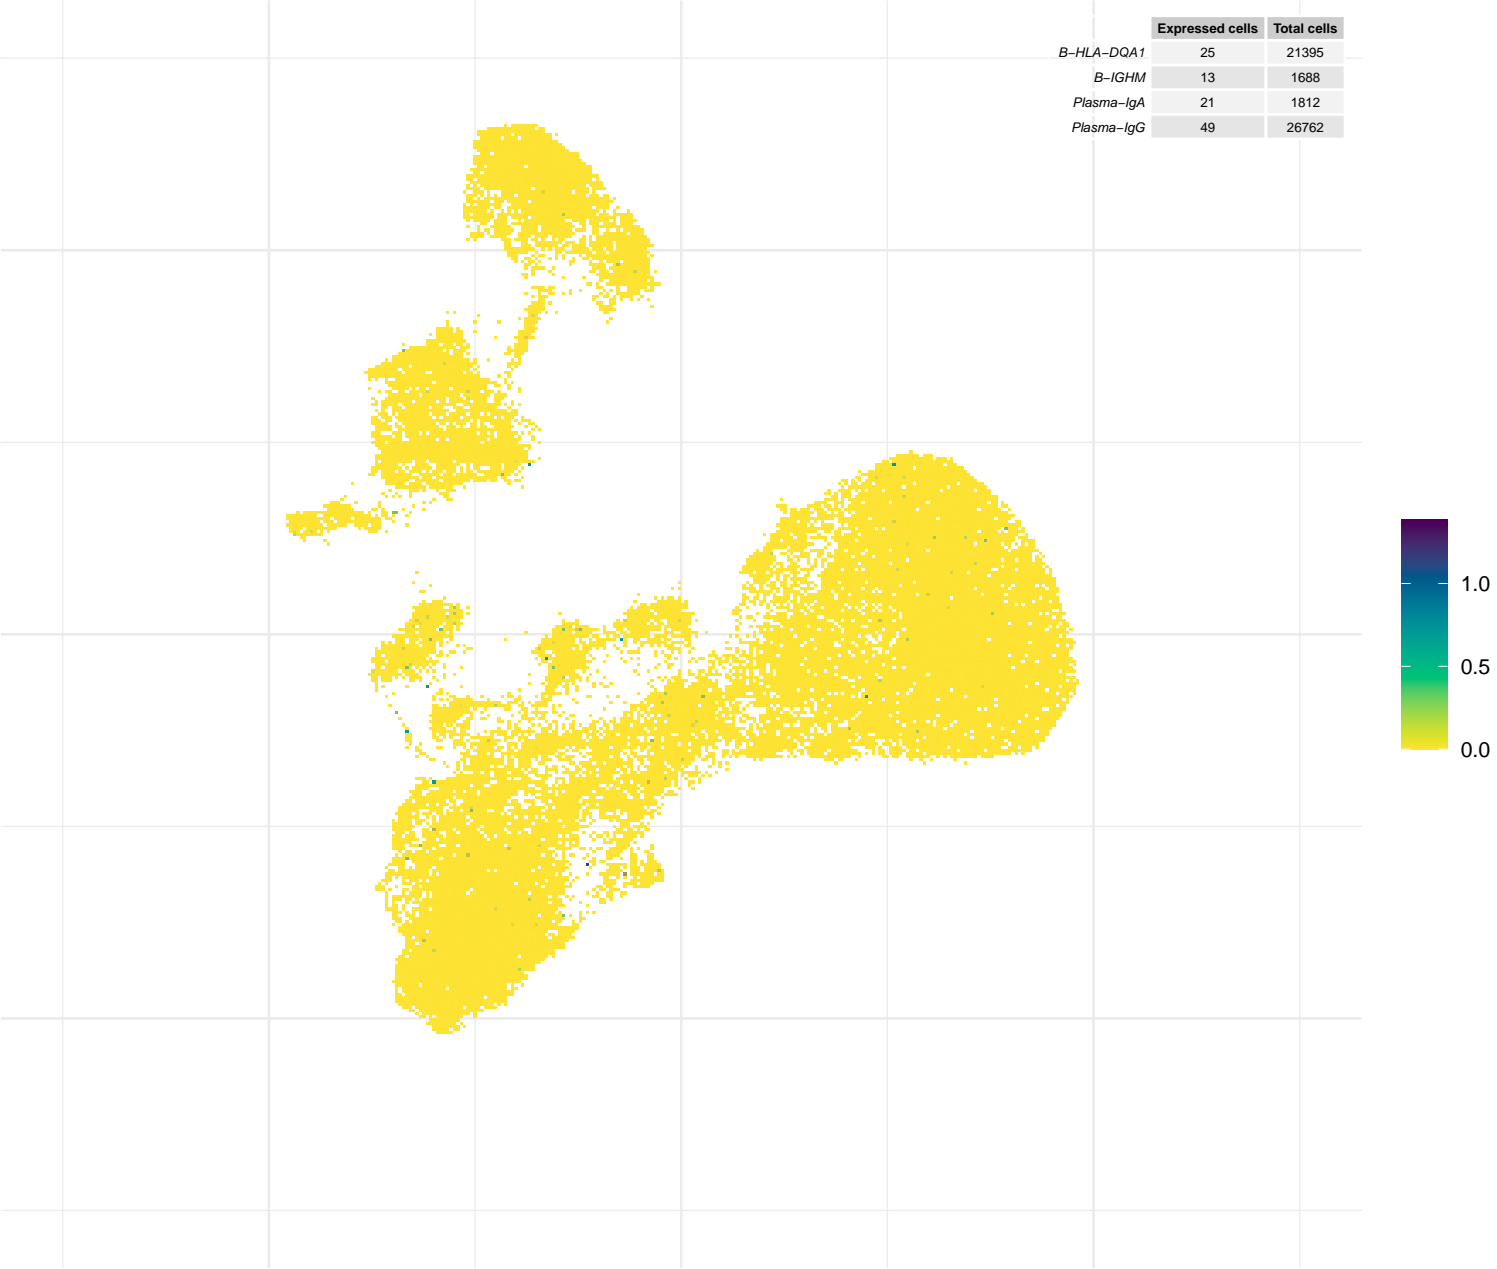 Expressed cells Total cells
B−HLA−DQA1 25 21395
B−IGHM 13 1688
Plasma−IgA 21 1812
Plasma−IgG 49 26762
1.0
0.5
0.0